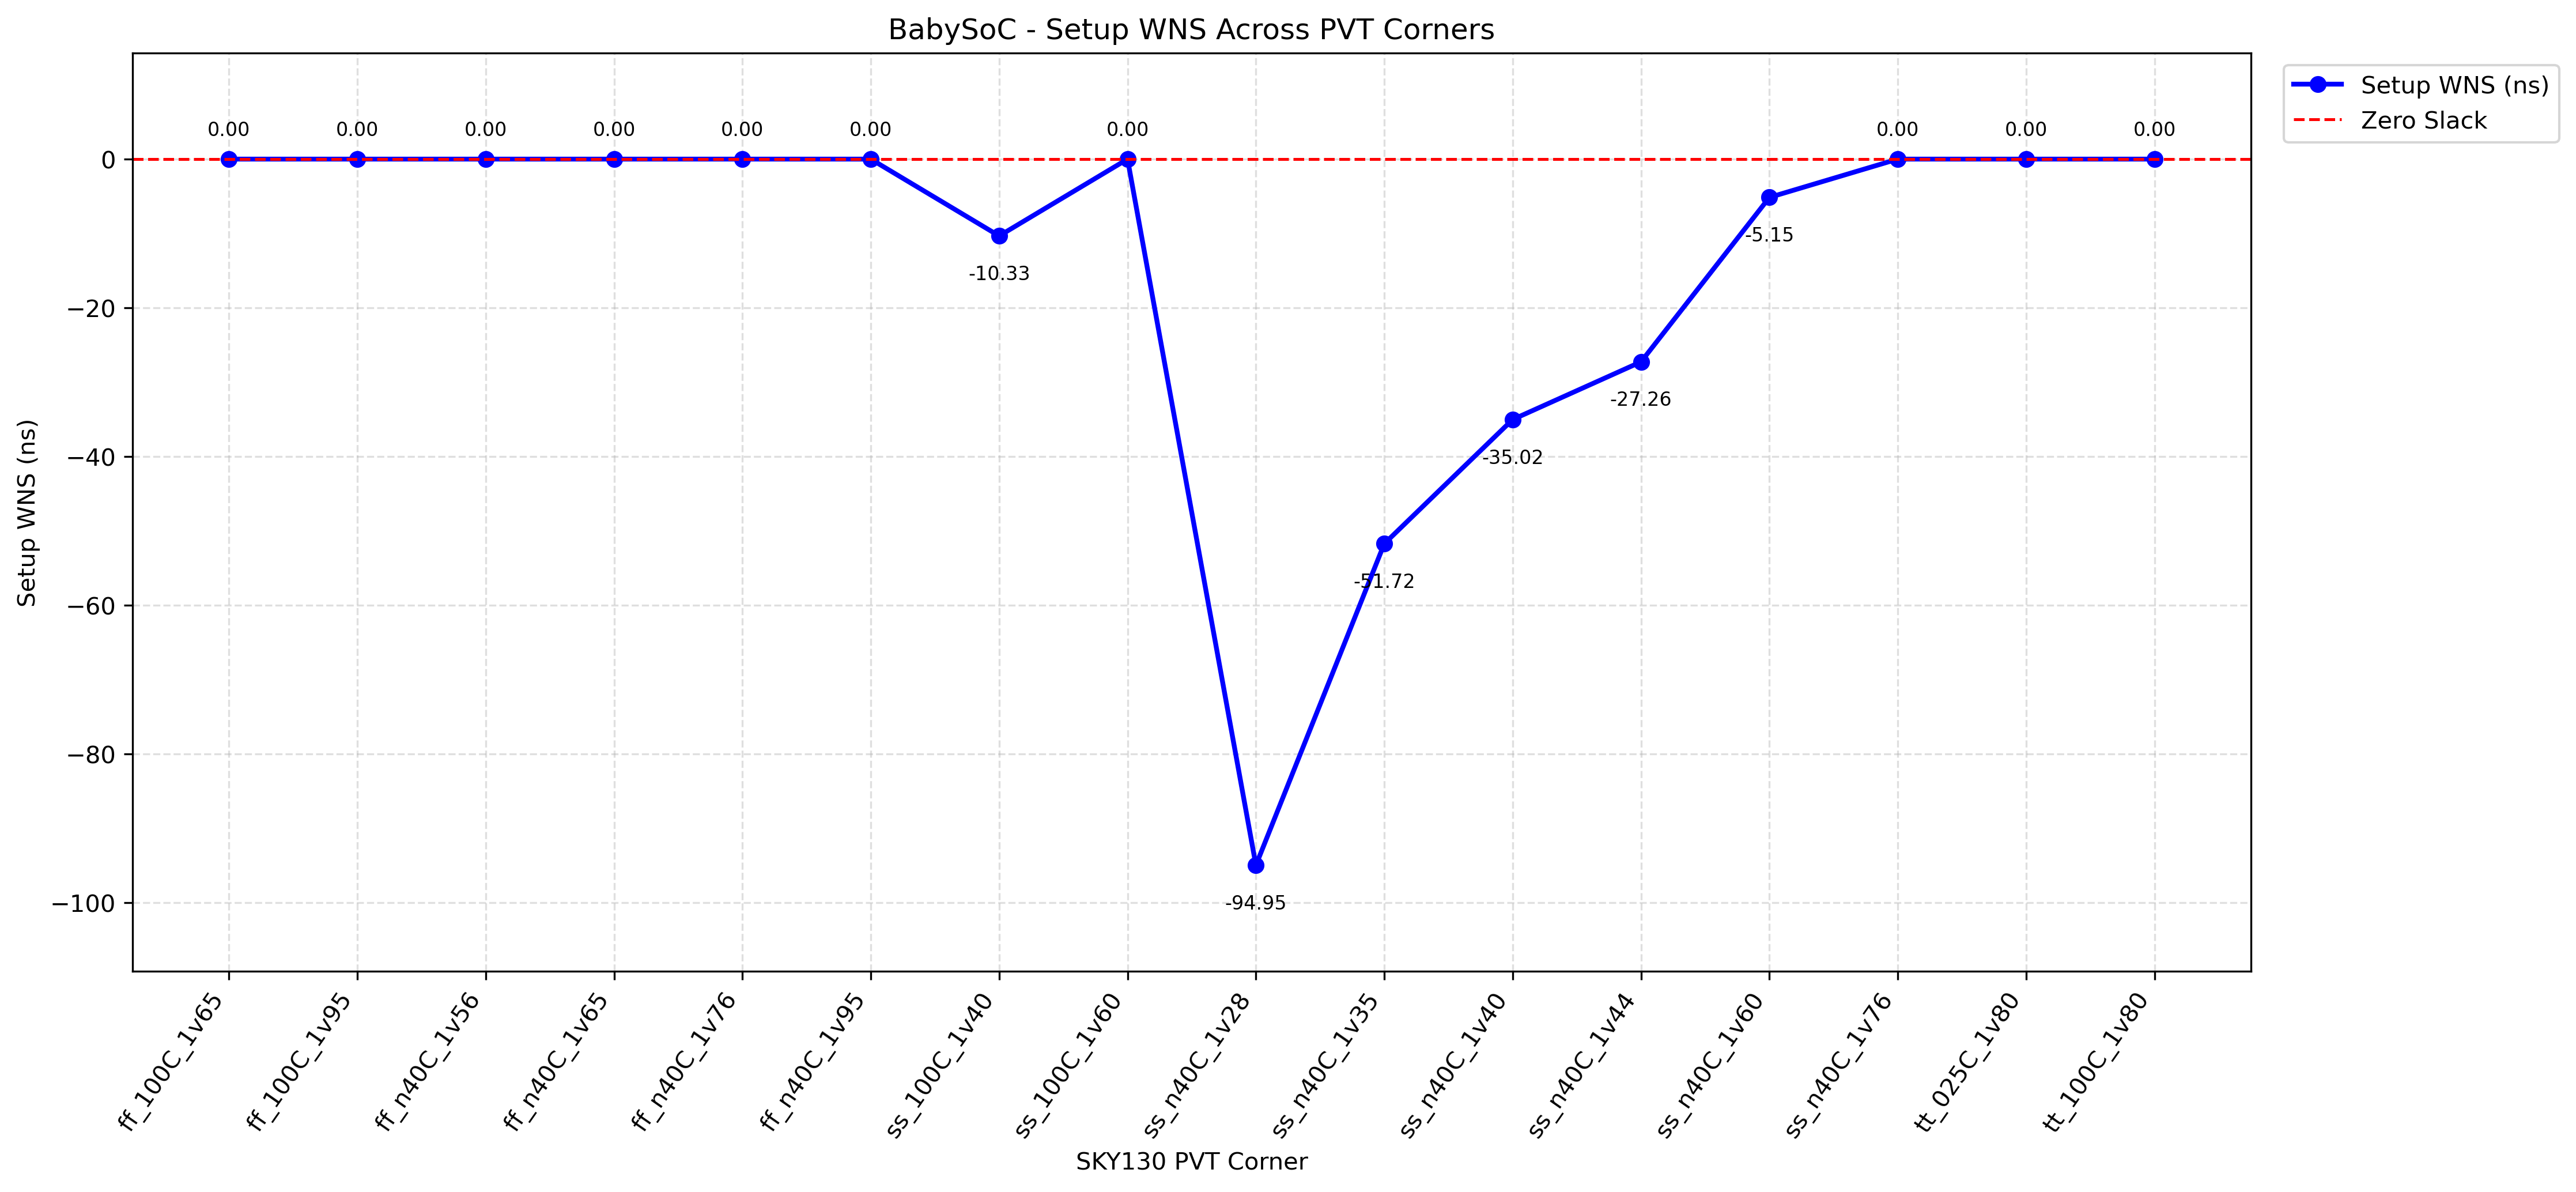 BabySoC - Setup WNS Across PVT Corners
Setup WNS (ns)
Zero Slack
0.00 0.00 0.00 0.00 0.00 0.00 0.00 0.00 0.00 0.00
-10.33
-5.15
-27.26
-35.02
-51.72
-94.95
0
−20
−40
−60
−80
−100
Setup WNS (ns)
ff_100C_1v65
ff_100C_1v95
ff_n40C_1v56
ff_n40C_1v65
ff_n40C_1v76
ff_n40C_1v95
ss_100C_1v40
ss_100C_1v60
ss_n40C_1v28
ss_n40C_1v35
ss_n40C_1v40
ss_n40C_1v44
ss_n40C_1v60
ss_n40C_1v76
tt_025C_1v80
tt_100C_1v80
SKY130 PVT Corner